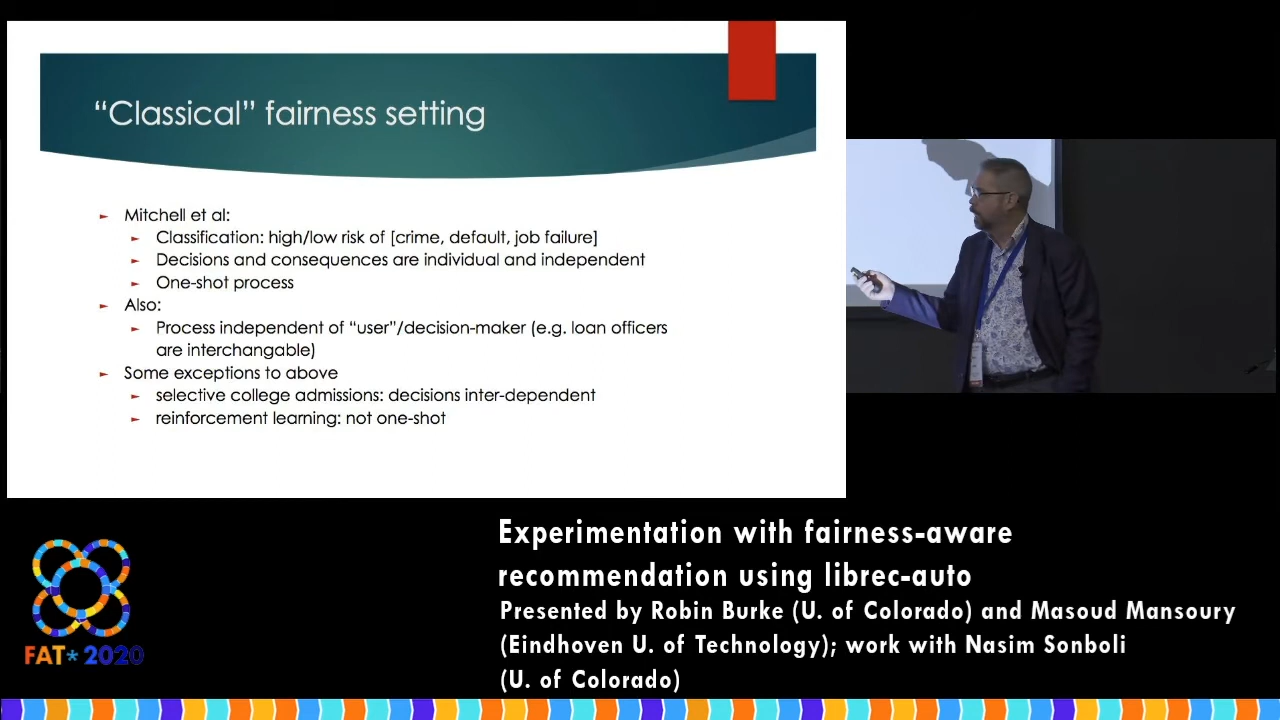 “Classical” fairness setting
Mitchell et al:
Classification: high/low risk of [crime, default, job failure]
Decisions and consequences are individual and independent
One-shot process
Also:
Process independent of “user”/decision-maker (e.g. loan officers
are interchangable)
Some exceptions to above
selective college admissions: decisions inter-dependent
reinforcement learning: not one-shot
Experimentation with fairness-aware
recommendation using librec-auto
Presented by Robin Burke (U. of Colorado) and Masoud Mansoury
(Eindhoven U. of Technology); work with Nasim Sonboli
(U. of Colorado)
FAT* 2020